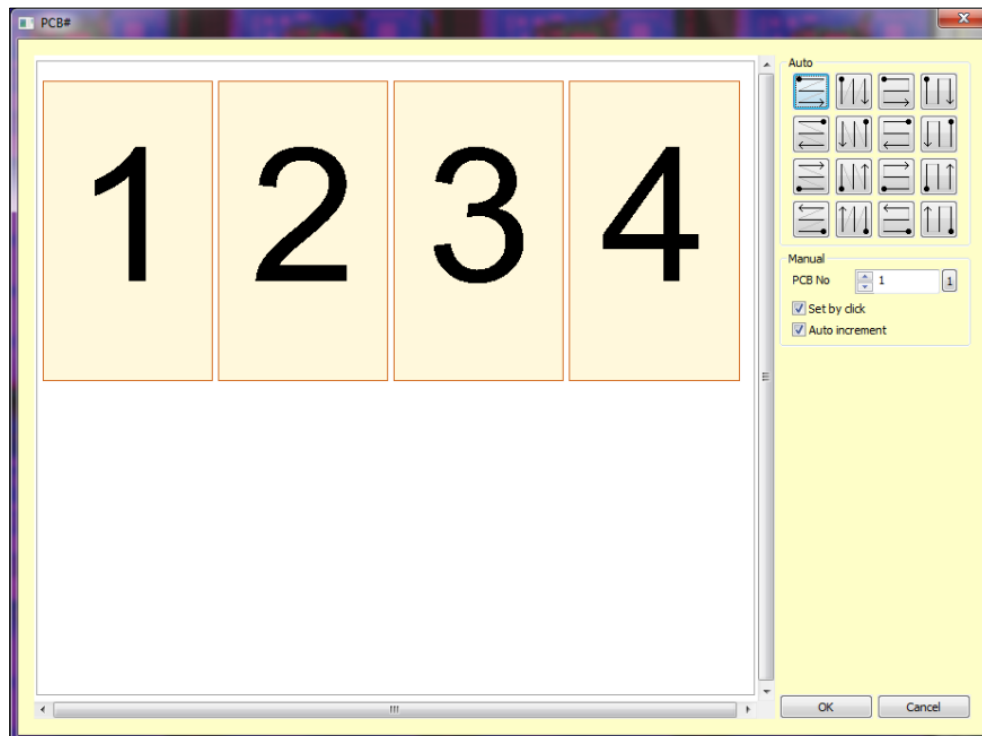 PCB#
1 2 3 4
Auto
Manual
PCB No 1 1
Set by click
Auto increment
OK Cancel